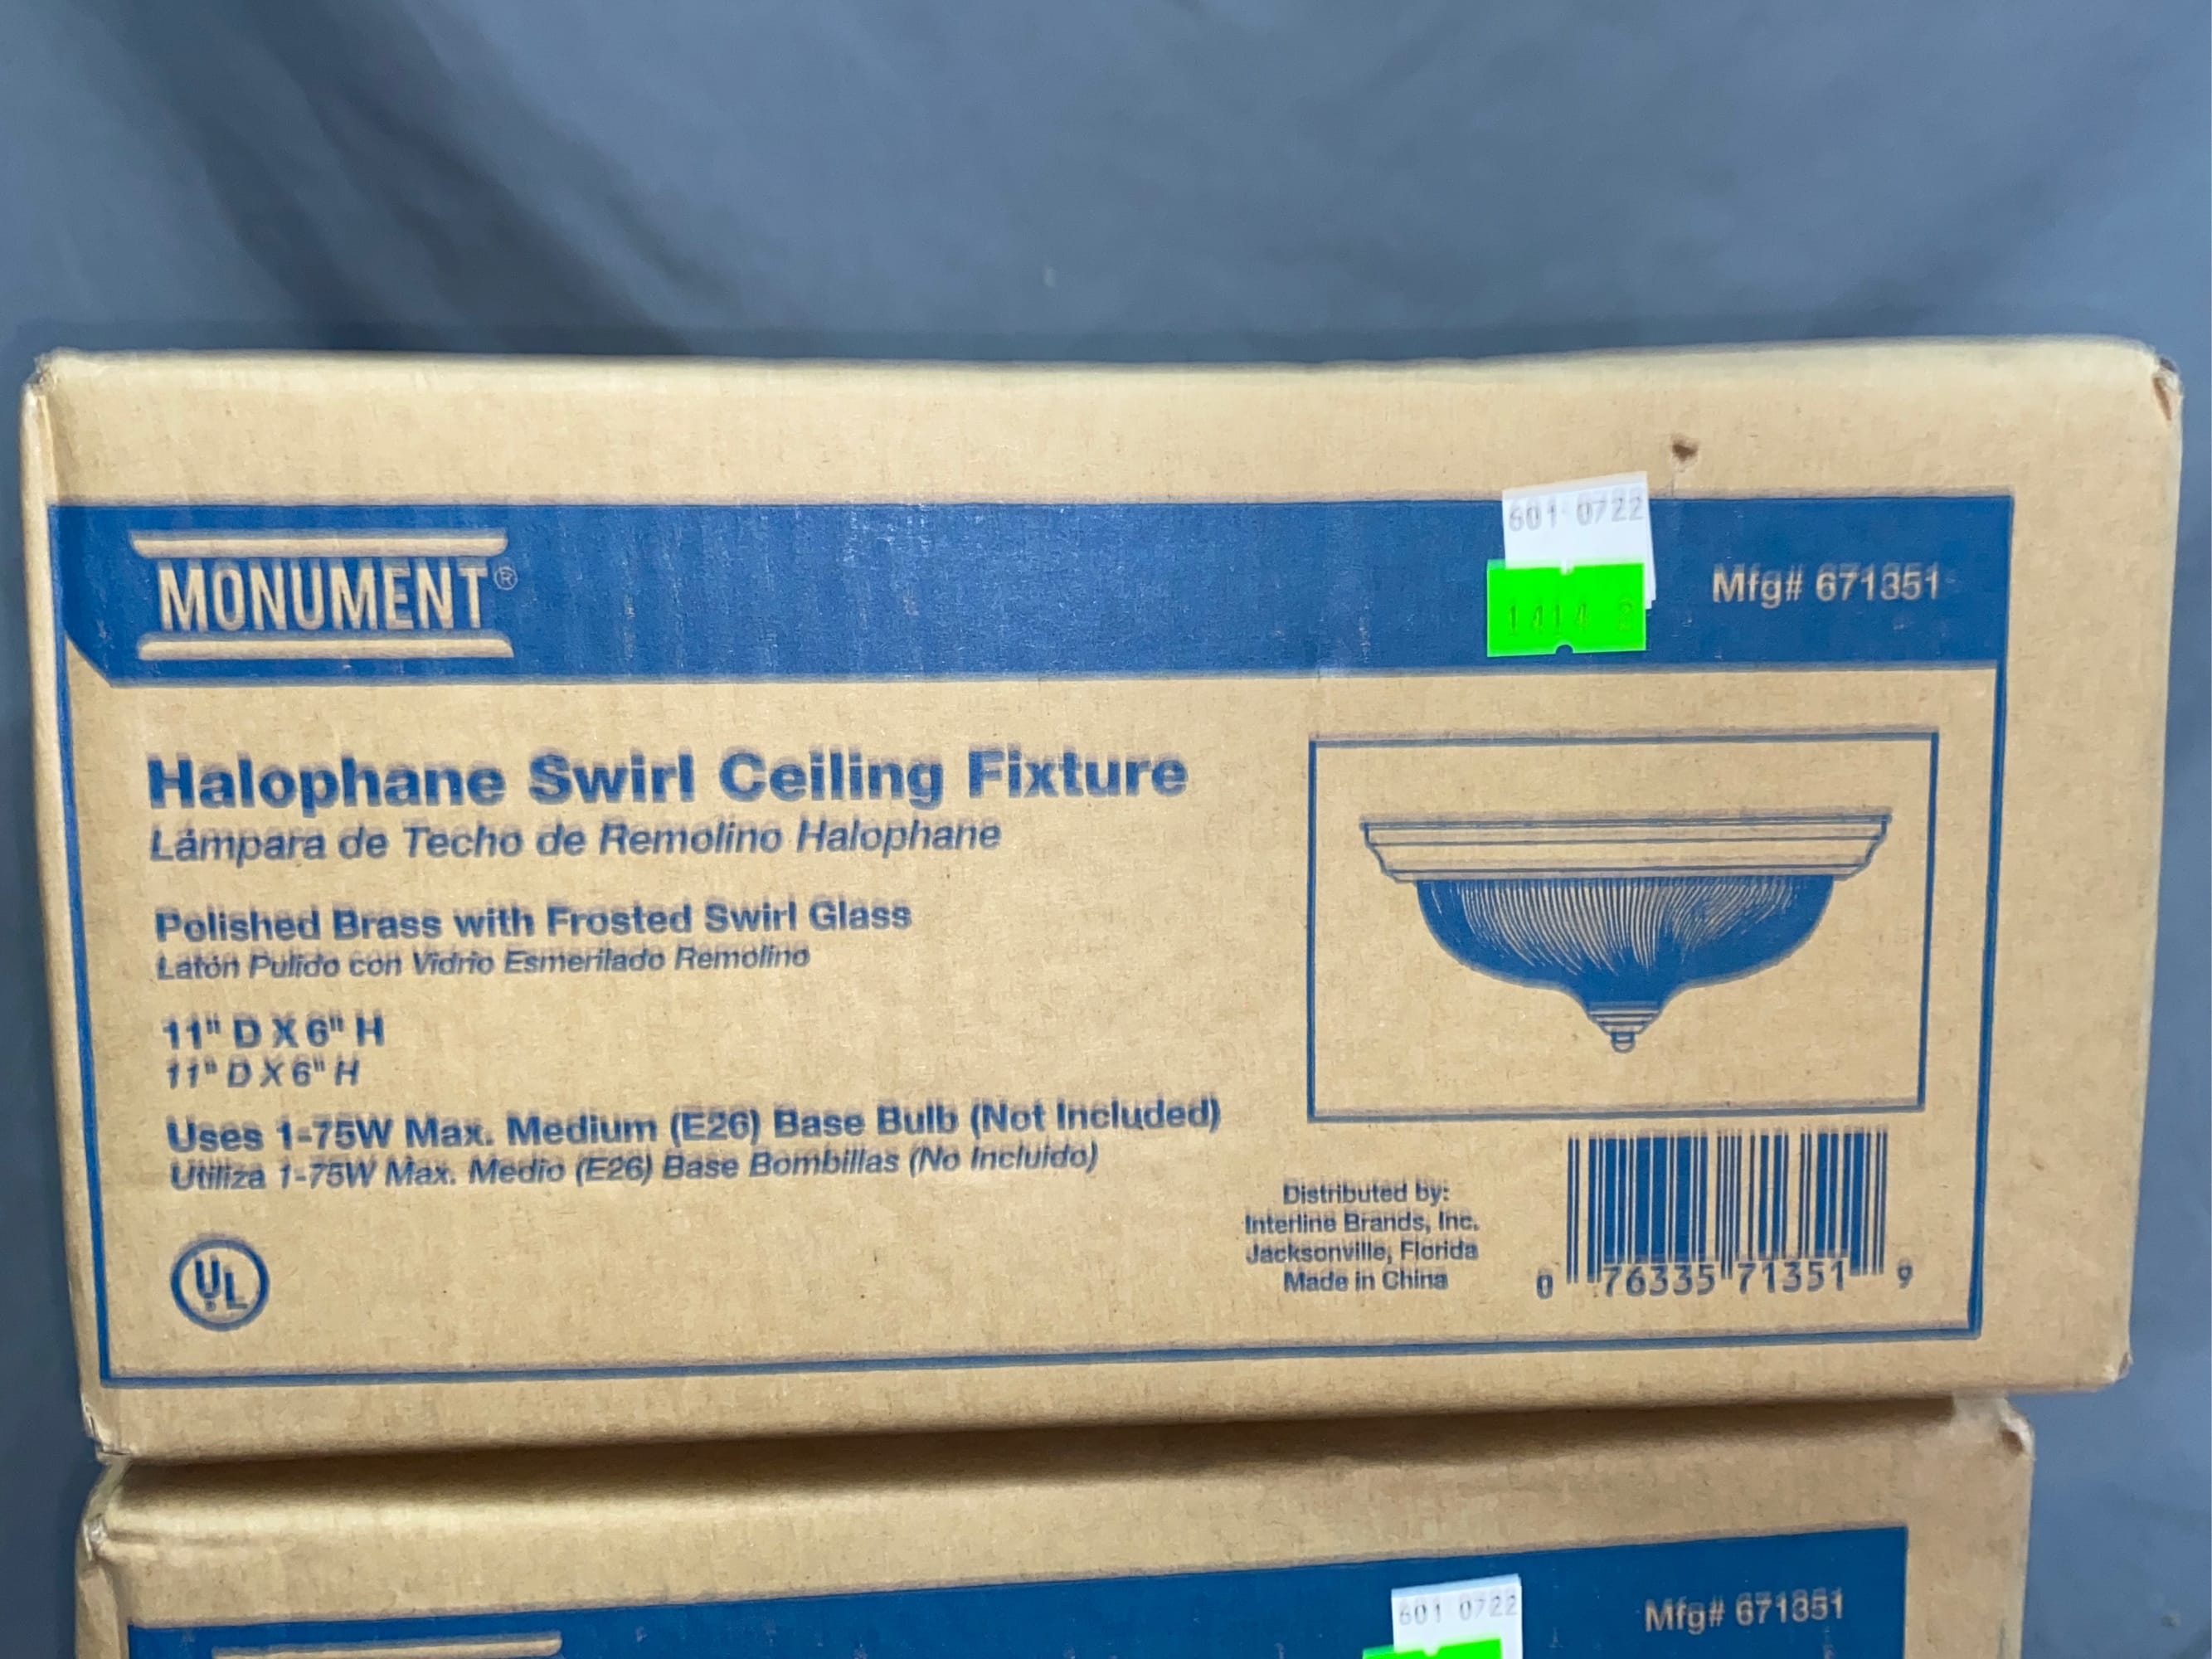 601 0722
1414 2
MONUMENT®
Mfg# 671351
Halophane Swirl Ceiling Fixture
Lámpara de Techo de Remolino Halophane
Polished Brass with Frosted Swirl Glass
Latón Pulido con Vidrio Esmerilado Remolino
11" D X 6" H
11" D X 6" H
Uses 1-75W Max. Medium (E26) Base Bulb (Not Included)
Utiliza 1-75W Max. Medio (E26) Base Bombillas (No Incluido)
UL
Distributed by:
Interline Brands, Inc.
Jacksonville, Florida
Made in China
0 76335 71351 9
601 0722
Mfg# 671351